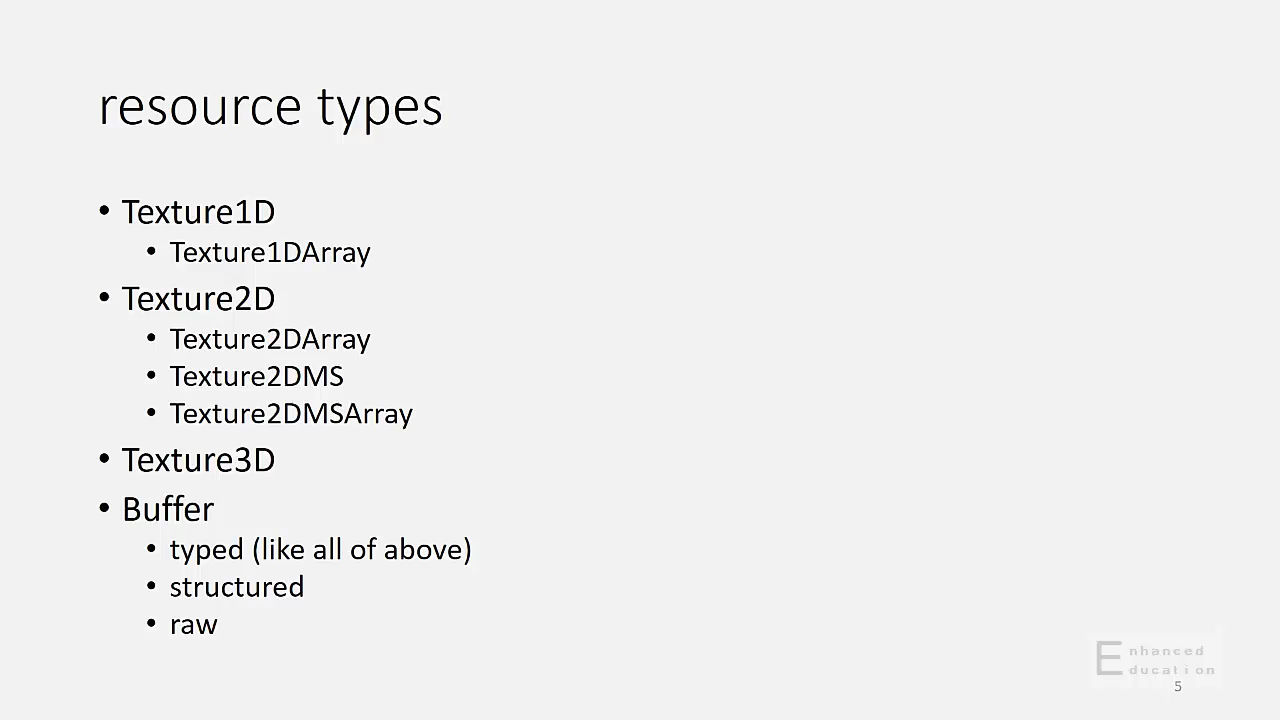 resource types
• Texture1D
• Texture1DArray
• Texture2D
• Texture2DArray
• Texture2DMS
• Texture2DMSArray
• Texture3D
• Buffer
• typed (like all of above)
• structured
• raw
Enhanced
Education
5